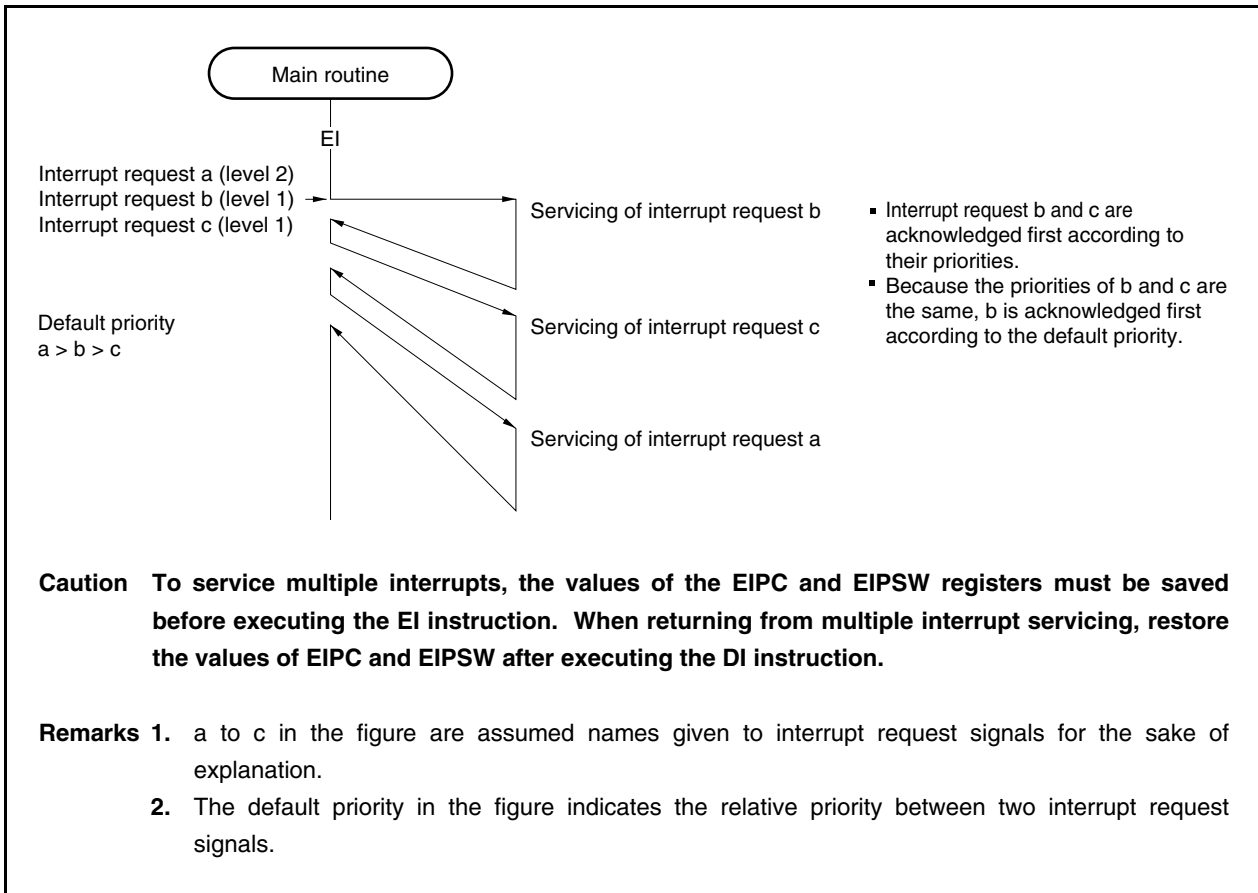 Main routine
EI
Interrupt request a (level 2)
Interrupt request b (level 1)
Interrupt request c (level 1)
Servicing of interrupt request b
▪ Interrupt request b and c are
acknowledged first according to
their priorities.
▪ Because the priorities of b and c are
the same, b is acknowledged first
according to the default priority.
Default priority
a > b > c
Servicing of interrupt request c
Servicing of interrupt request a
Caution To service multiple interrupts, the values of the EIPC and EIPSW registers must be saved
before executing the EI instruction. When returning from multiple interrupt servicing, restore
the values of EIPC and EIPSW after executing the DI instruction.
Remarks 1. a to c in the figure are assumed names given to interrupt request signals for the sake of
explanation.
2. The default priority in the figure indicates the relative priority between two interrupt request
signals.